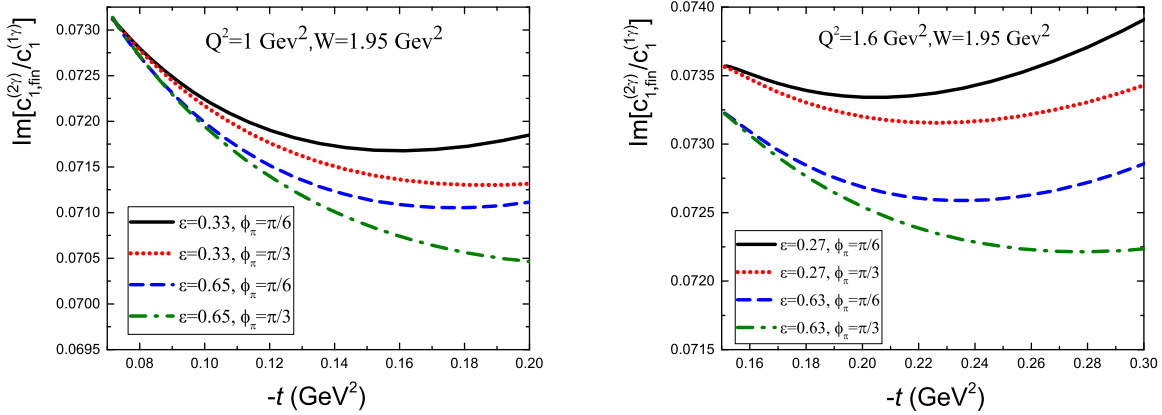 Im[c₁,fin^(2γ)/c₁^(1γ)]
Q²=1 Gev²,W=1.95 Gev²
0.0730
0.0725
0.0720
0.0715
0.0710
0.0705
0.0700
0.0695
ε=0.33, ϕπ=π/6
ε=0.33, ϕπ=π/3
ε=0.65, ϕπ=π/6
ε=0.65, ϕπ=π/3
0.08 0.10 0.12 0.14 0.16 0.18 0.20
-t (GeV²)
Im[c₁,fin^(2γ)/c₁^(1γ)]
Q²=1.6 Gev²,W=1.95 Gev²
0.0740
0.0735
0.0730
0.0725
0.0720
0.0715
ε=0.27, ϕπ=π/6
ε=0.27, ϕπ=π/3
ε=0.63, ϕπ=π/6
ε=0.63, ϕπ=π/3
0.16 0.18 0.20 0.22 0.24 0.26 0.28 0.30
-t (GeV²)